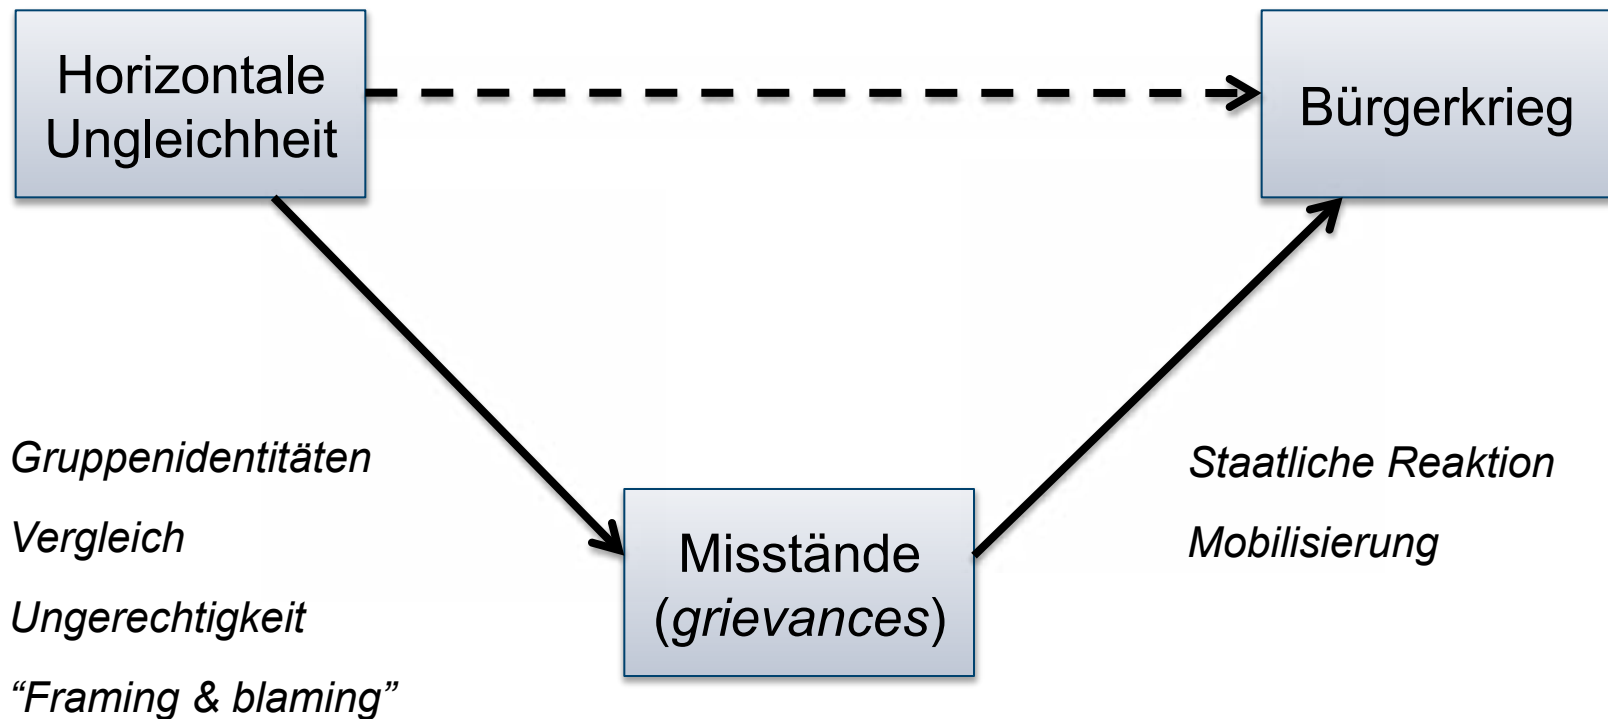 Horizontale
Ungleichheit
Bürgerkrieg
Gruppenidentitäten
Vergleich
Ungerechtigkeit
“Framing & blaming”
Misstände
(grievances)
Staatliche Reaktion
Mobilisierung